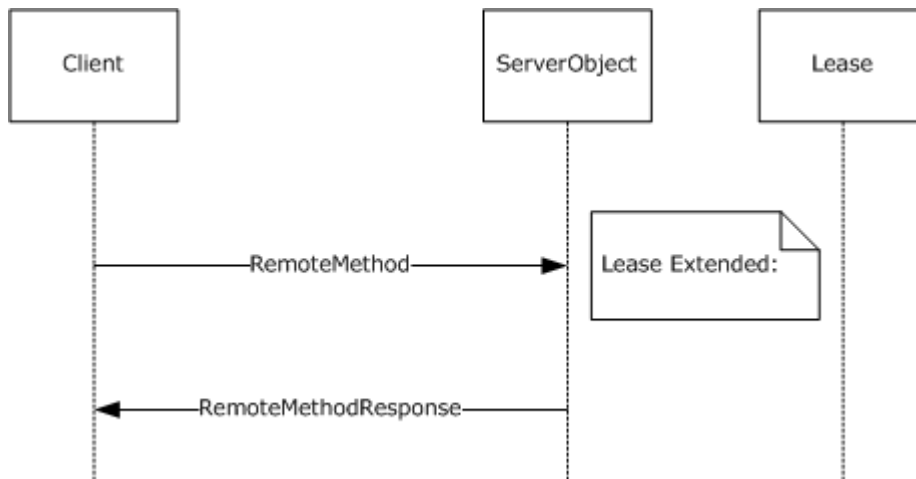 Client
ServerObject
Lease
RemoteMethod
Lease Extended:
RemoteMethodResponse